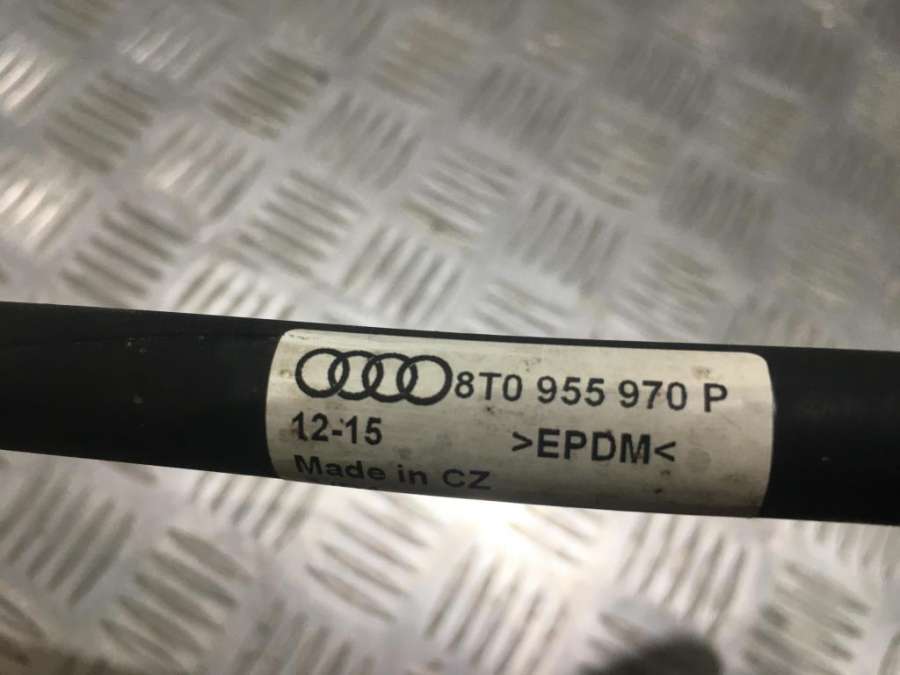 8T0 955 970 P
12-15 >EPDM<
Made in CZ